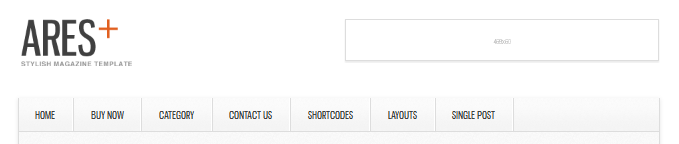 ARES+
STYLISH MAGAZINE TEMPLATE
468x60
HOME BUY NOW CATEGORY CONTACT US SHORTCODES LAYOUTS SINGLE POST